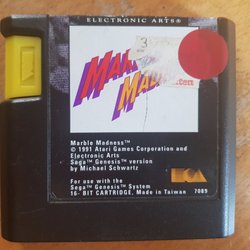 ELECTRONIC ARTS®
3
MAR
MAD
Marble Madness™
© 1991 Atari Games Corporation and
Electronic Arts
Sega™ Genesis™ version
by Michael Schwartz
For use with the
Sega™ Genesis™ System
16- BIT CARTRIDGE, Made in Taiwan 7089